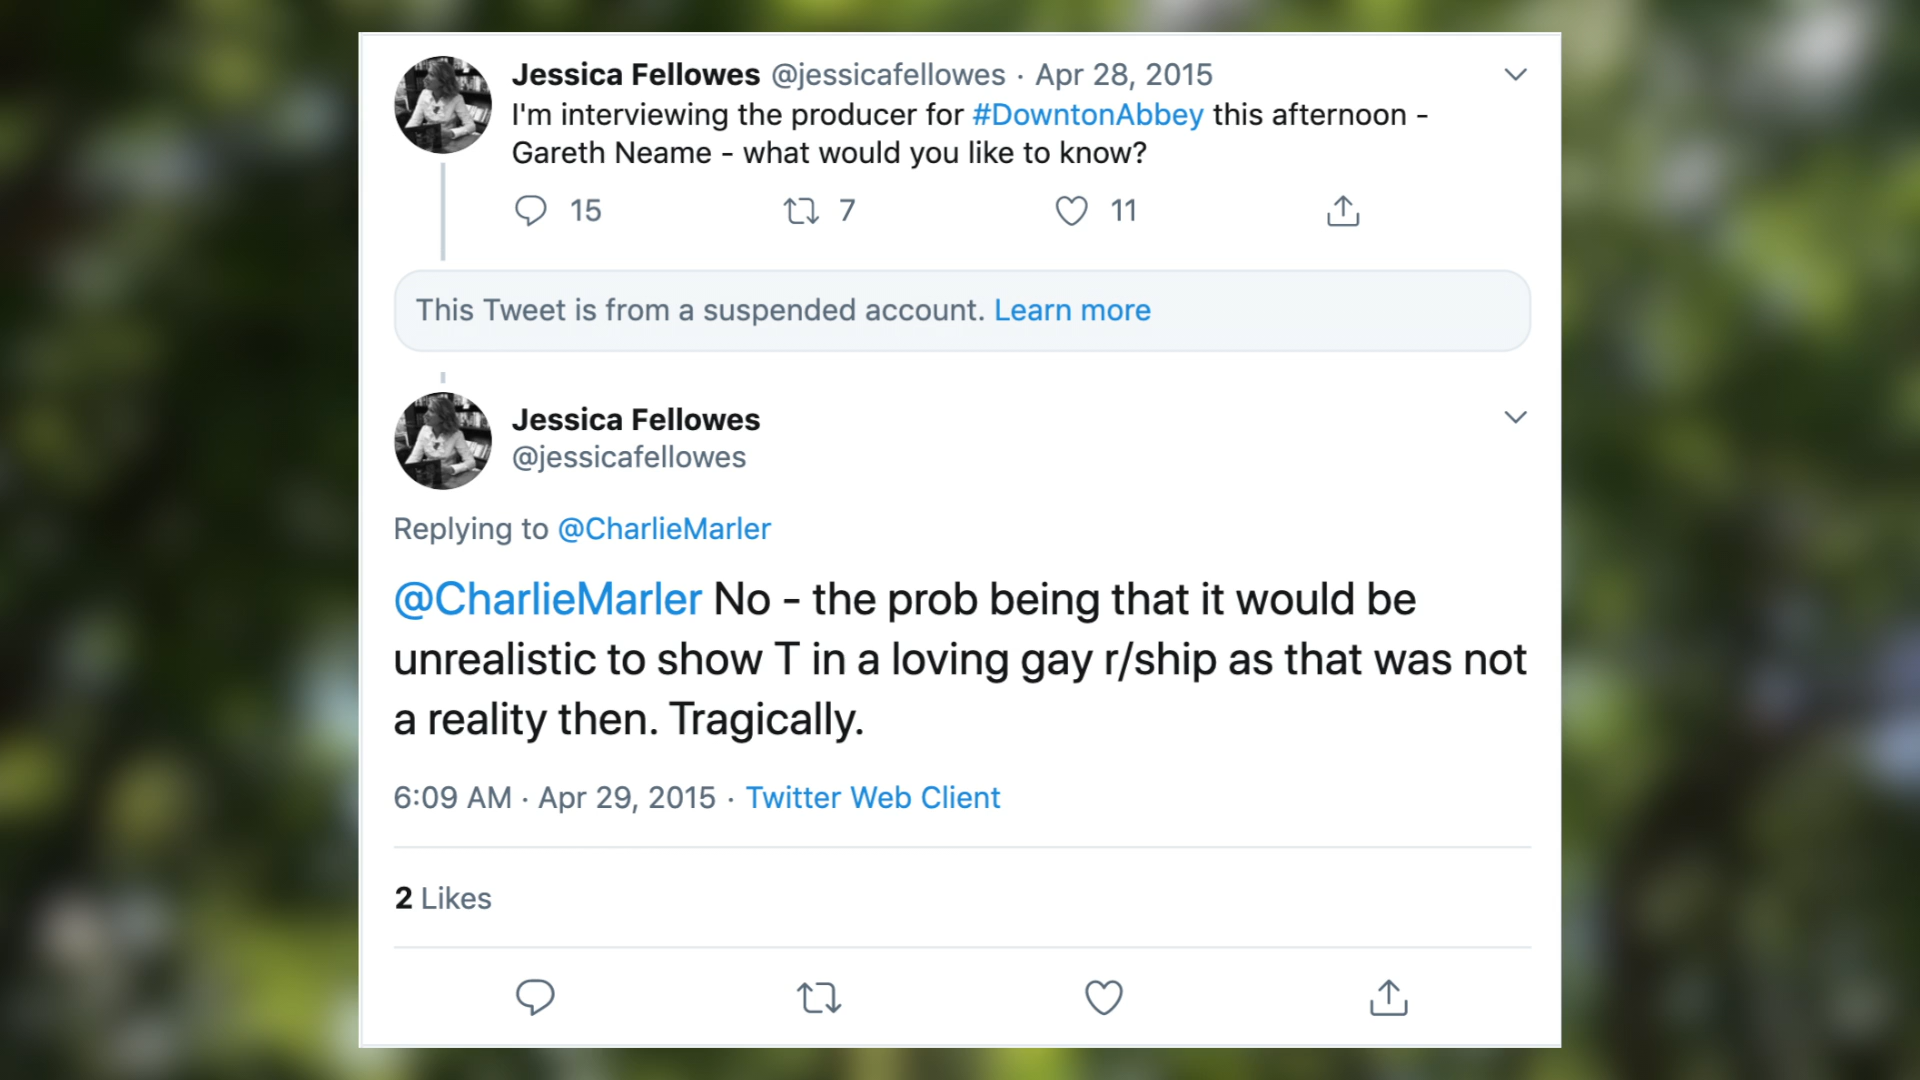 Jessica Fellowes @jessicafellowes · Apr 28, 2015
I'm interviewing the producer for #DowntonAbbey this afternoon -
Gareth Neame - what would you like to know?
15 7 11
This Tweet is from a suspended account. Learn more
Jessica Fellowes
@jessicafellowes
Replying to @CharlieMarler
@CharlieMarler No - the prob being that it would be
unrealistic to show T in a loving gay r/ship as that was not
a reality then. Tragically.
6:09 AM · Apr 29, 2015 · Twitter Web Client
2 Likes